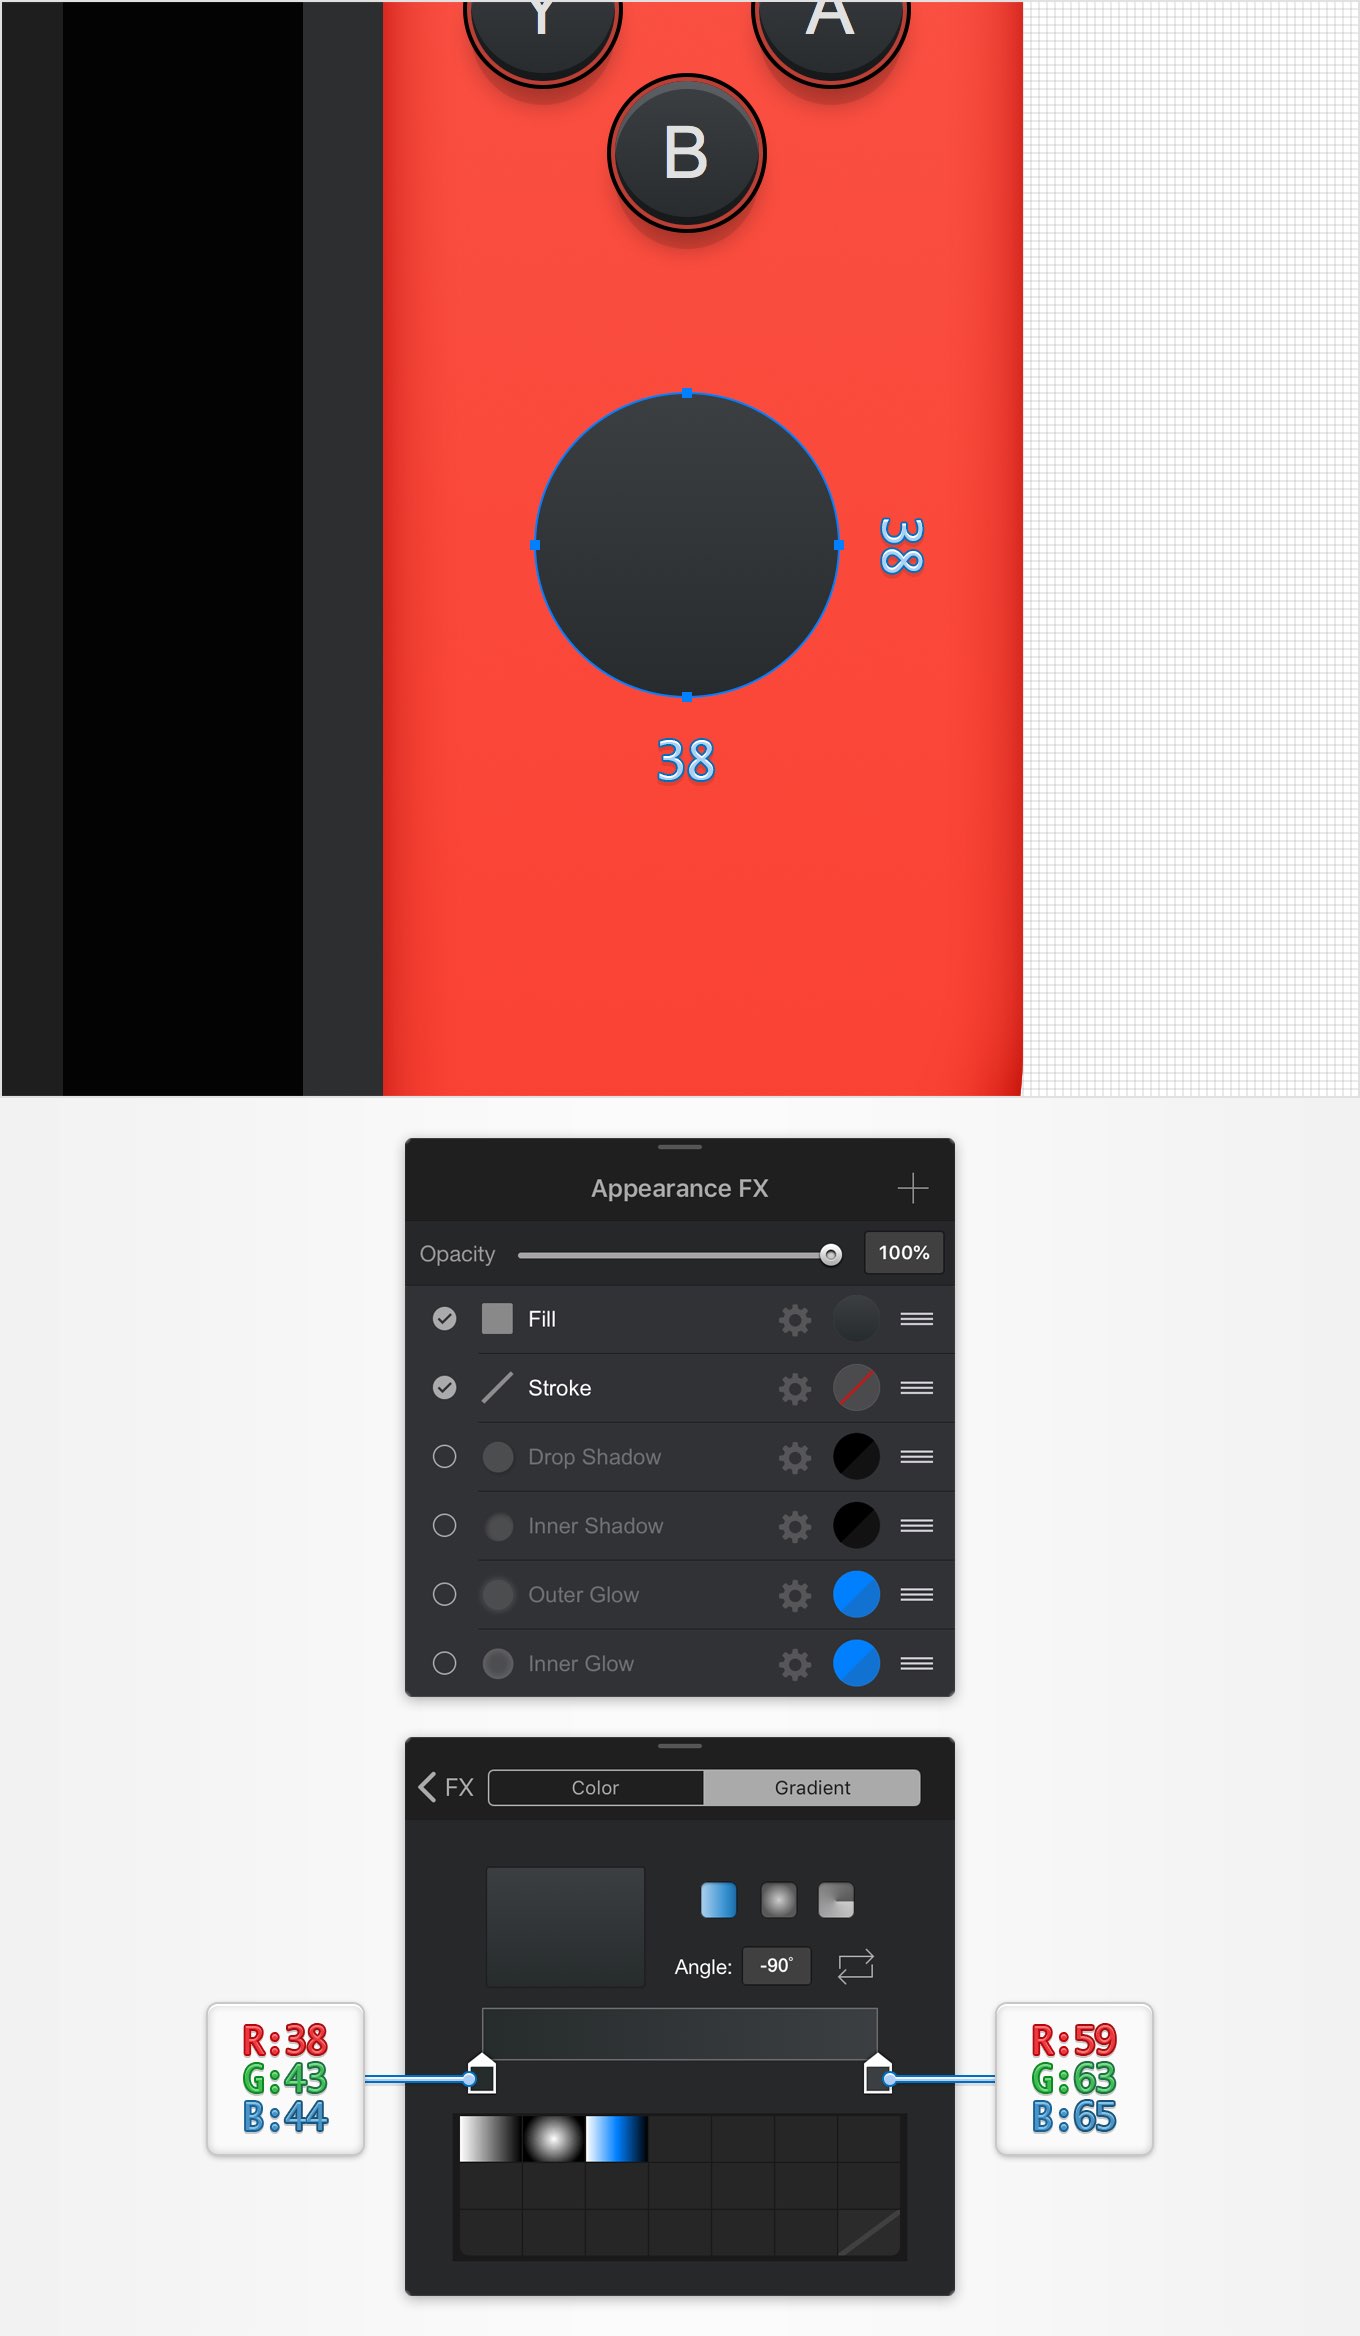 Y
A
B
38
38
Appearance FX
Opacity
100%
Fill
Stroke
Drop Shadow
Inner Shadow
Outer Glow
Inner Glow
FX
Color
Gradient
Angle: -90°
R:38
G:43
B:44
R:59
G:63
B:65